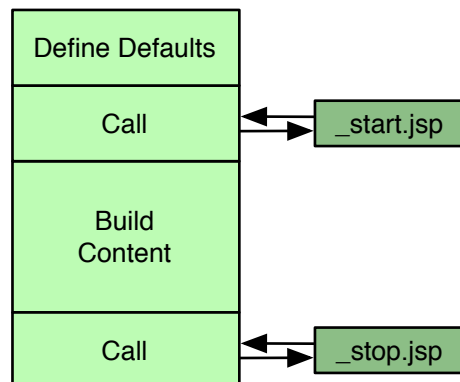 Define Defaults
Call
_start.jsp
Build
Content
Call
_stop.jsp